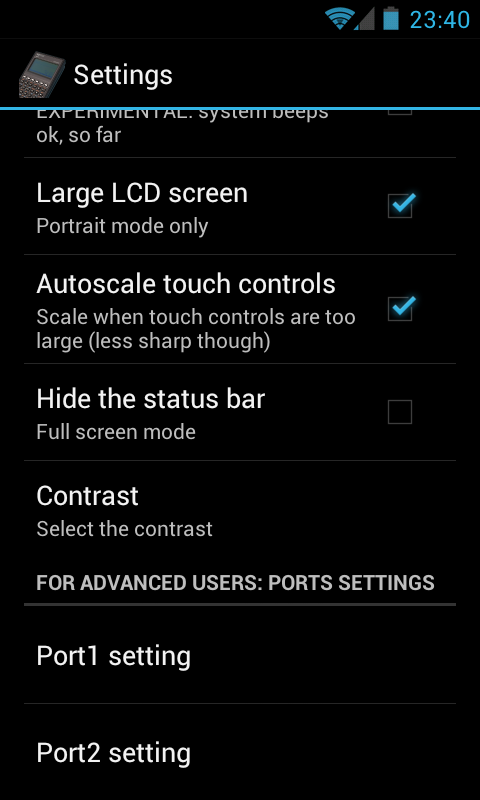 23:40
Settings
EXPERIMENTAL: system beeps
ok, so far
Large LCD screen
Portrait mode only
Autoscale touch controls
Scale when touch controls are too
large (less sharp though)
Hide the status bar
Full screen mode
Contrast
Select the contrast
FOR ADVANCED USERS: PORTS SETTINGS
Port1 setting
Port2 setting